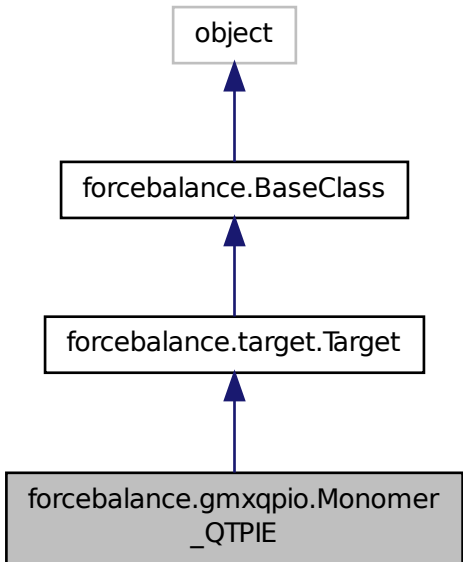 object
forcebalance.BaseClass
forcebalance.target.Target
forcebalance.gmxqpio.Monomer
_QTPIE